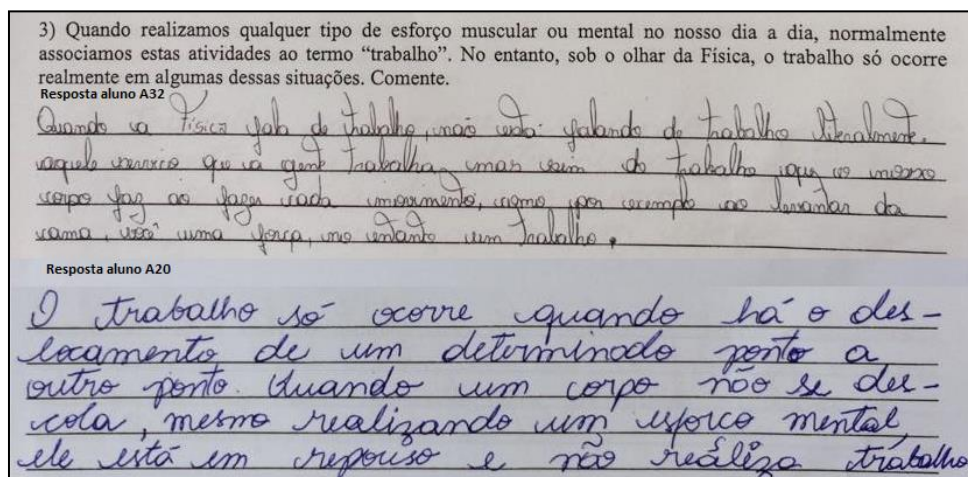 3) Quando realizamos qualquer tipo de esforço muscular ou mental no nosso dia a dia, normalmente
associamos estas atividades ao termo “trabalho”. No entanto, sob o olhar da Física, o trabalho só ocorre
realmente em algumas dessas situações. Comente.
Resposta aluno A32
Quando a Física fala de trabalho, não está falando do trabalho literalmente,
aquele serviço que a gente trabalha, mas sim do trabalho que o nosso
corpo faz ao fazer cada movimento, como por exemplo ao levantar da
cama, você uma força, no entanto um trabalho.
Resposta aluno A20
O trabalho só ocorre quando há o des-
locamento de um determinado ponto a
outro ponto. Quando um corpo não se des-
cola, mesmo realizando um esforço mental,
ele está em repouso e não realiza trabalho